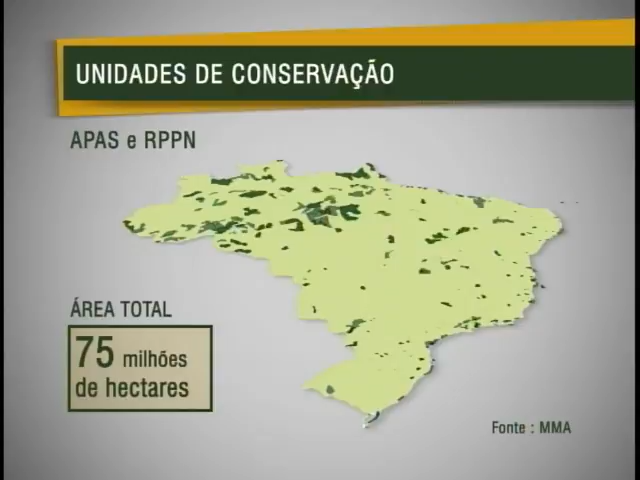 UNIDADES DE CONSERVAÇÃO
APAS e RPPN
ÁREA TOTAL
75 milhões
de hectares
Fonte : MMA